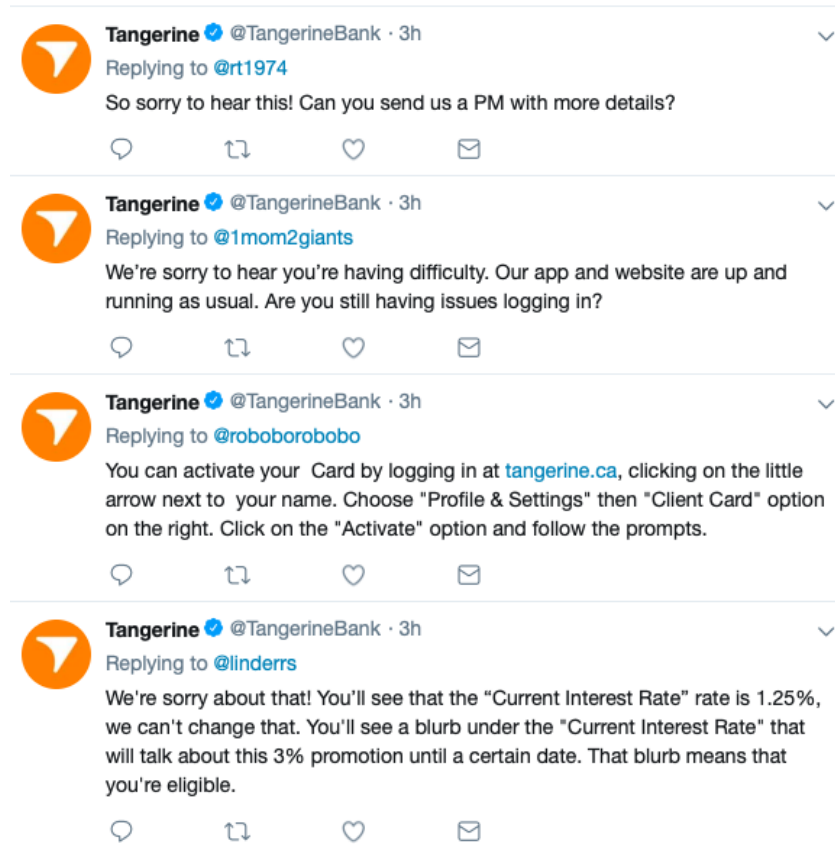 Tangerine @TangerineBank · 3h
Replying to @rt1974
So sorry to hear this! Can you send us a PM with more details?
Tangerine @TangerineBank · 3h
Replying to @1mom2giants
We’re sorry to hear you’re having difficulty. Our app and website are up and
running as usual. Are you still having issues logging in?
Tangerine @TangerineBank · 3h
Replying to @roboborobobo
You can activate your  Card by logging in at tangerine.ca, clicking on the little
arrow next to  your name. Choose "Profile & Settings" then "Client Card" option
on the right. Click on the "Activate" option and follow the prompts.
Tangerine @TangerineBank · 3h
Replying to @linderrs
We're sorry about that! You’ll see that the “Current Interest Rate” rate is 1.25%,
we can't change that. You'll see a blurb under the "Current Interest Rate" that
will talk about this 3% promotion until a certain date. That blurb means that
you're eligible.